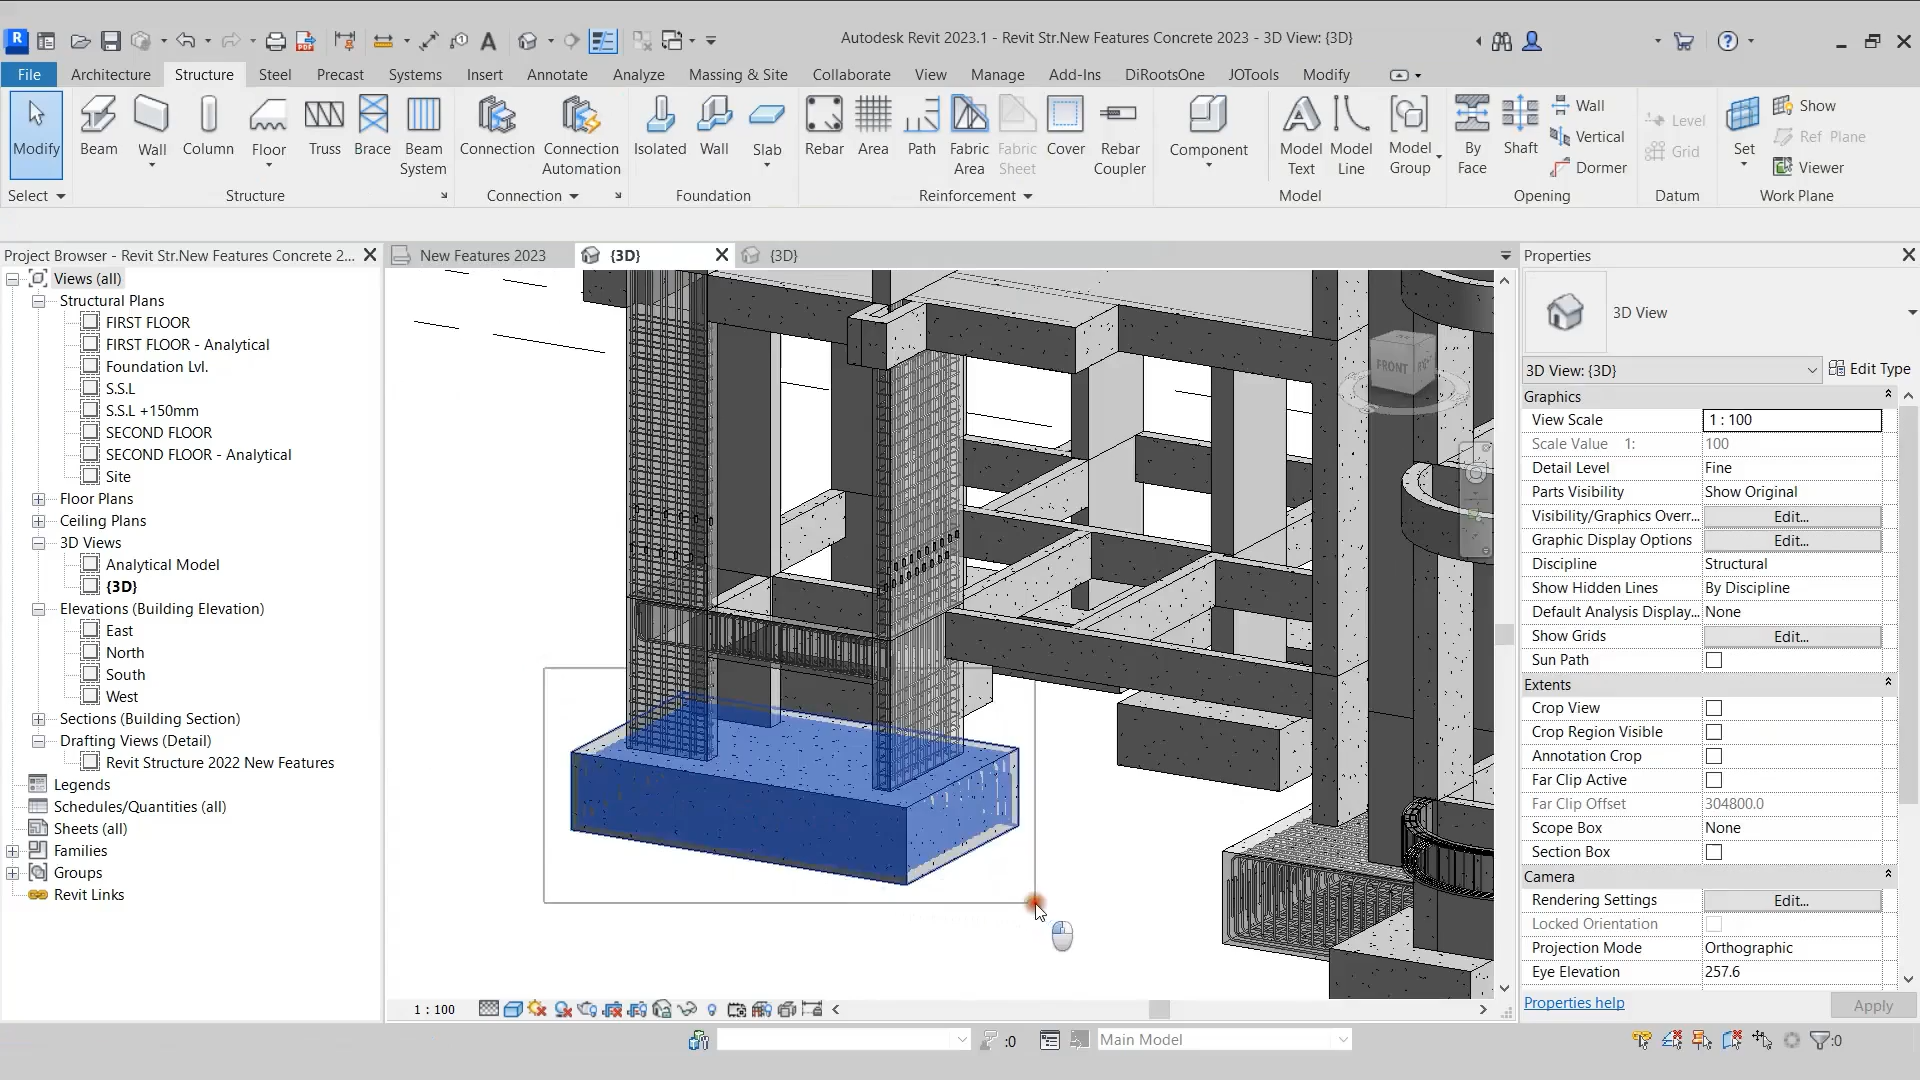 Autodesk Revit 2023.1 - Revit Str.New Features Concrete 2023 - 3D View: {3D}
File Architecture Structure Steel Precast Systems Insert Annotate Analyze Massing & Site Collaborate View Manage Add-Ins DiRootsOne JOTools Modify
Modify Beam Wall Column Floor Truss Brace Beam System Connection Connection Automation Isolated Wall Slab Rebar Area Path Fabric Area Fabric Sheet Cover Rebar Coupler Component Model Text Model Line Model Group By Face Shaft Wall Vertical Dormer Level Grid Set Show Ref Plane Viewer
Select Structure Connection Foundation Reinforcement Model Opening Datum Work Plane
Project Browser - Revit Str.New Features Concrete 2...
Views (all)
Structural Plans
FIRST FLOOR
FIRST FLOOR - Analytical
Foundation Lvl.
S.S.L
S.S.L +150mm
SECOND FLOOR
SECOND FLOOR - Analytical
Site
Floor Plans
Ceiling Plans
3D Views
Analytical Model
{3D}
Elevations (Building Elevation)
East
North
South
West
Sections (Building Section)
Drafting Views (Detail)
Revit Structure 2022 New Features
Legends
Schedules/Quantities (all)
Sheets (all)
Families
Groups
Revit Links
New Features 2023 {3D} {3D}
FRONT
1 : 100
Properties
3D View
3D View: {3D} Edit Type
Graphics
View Scale 1 : 100
Scale Value 1: 100
Detail Level Fine
Parts Visibility Show Original
Visibility/Graphics Overr... Edit...
Graphic Display Options Edit...
Discipline Structural
Show Hidden Lines By Discipline
Default Analysis Display... None
Show Grids Edit...
Sun Path
Extents
Crop View
Crop Region Visible
Annotation Crop
Far Clip Active
Far Clip Offset 304800.0
Scope Box None
Section Box
Camera
Rendering Settings Edit...
Locked Orientation
Projection Mode Orthographic
Eye Elevation 257.6
Properties help Apply
:0 Main Model :0